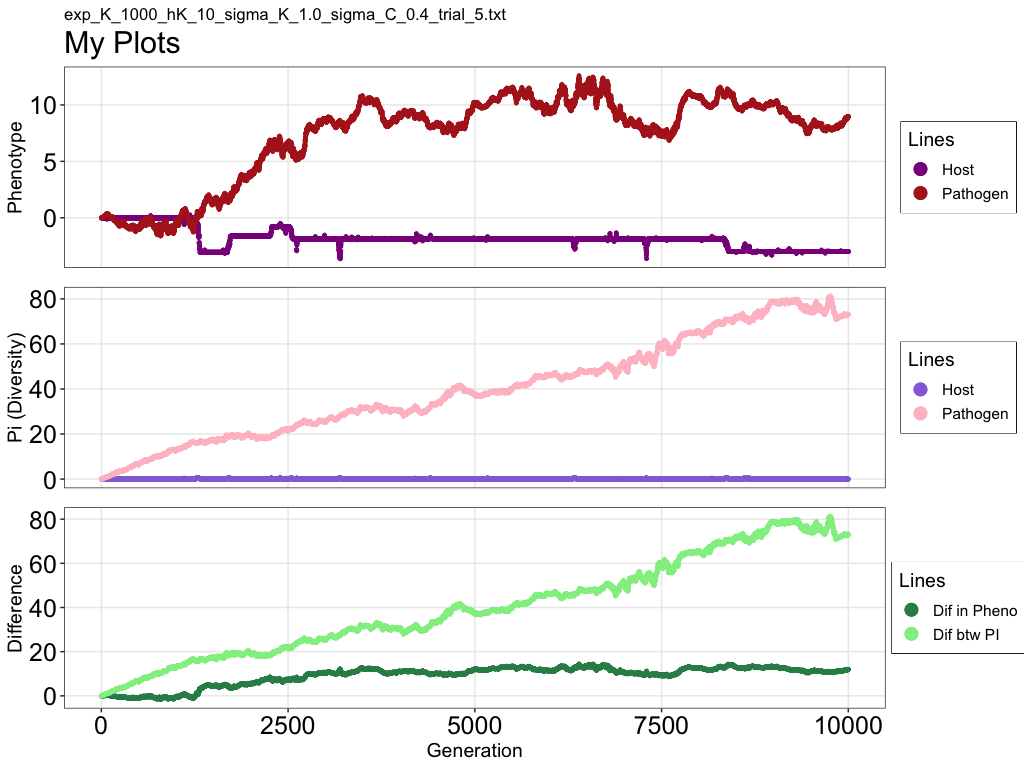 exp_K_1000_hK_10_sigma_K_1.0_sigma_C_0.4_trial_5.txt
My Plots
Phenotype
10
5
0
Lines
Host
Pathogen
Pi (Diversity)
80
60
40
20
0
Lines
Host
Pathogen
Difference
80
60
40
20
0
Lines
Dif in Pheno
Dif btw PI
0
2500
5000
7500
10000
Generation